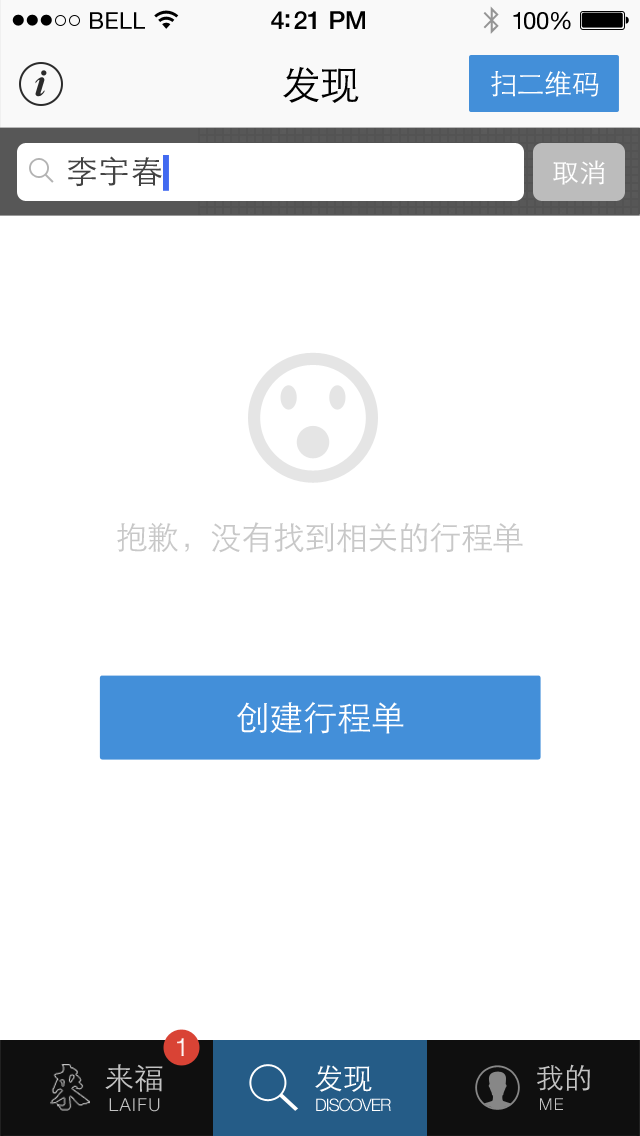 BELL 4:21 PM 100%
i 发现 扫二维码
李宇春 取消
抱歉，没有找到相关的行程单
创建行程单
1
来福 发现 我的
LAIFU DISCOVER ME